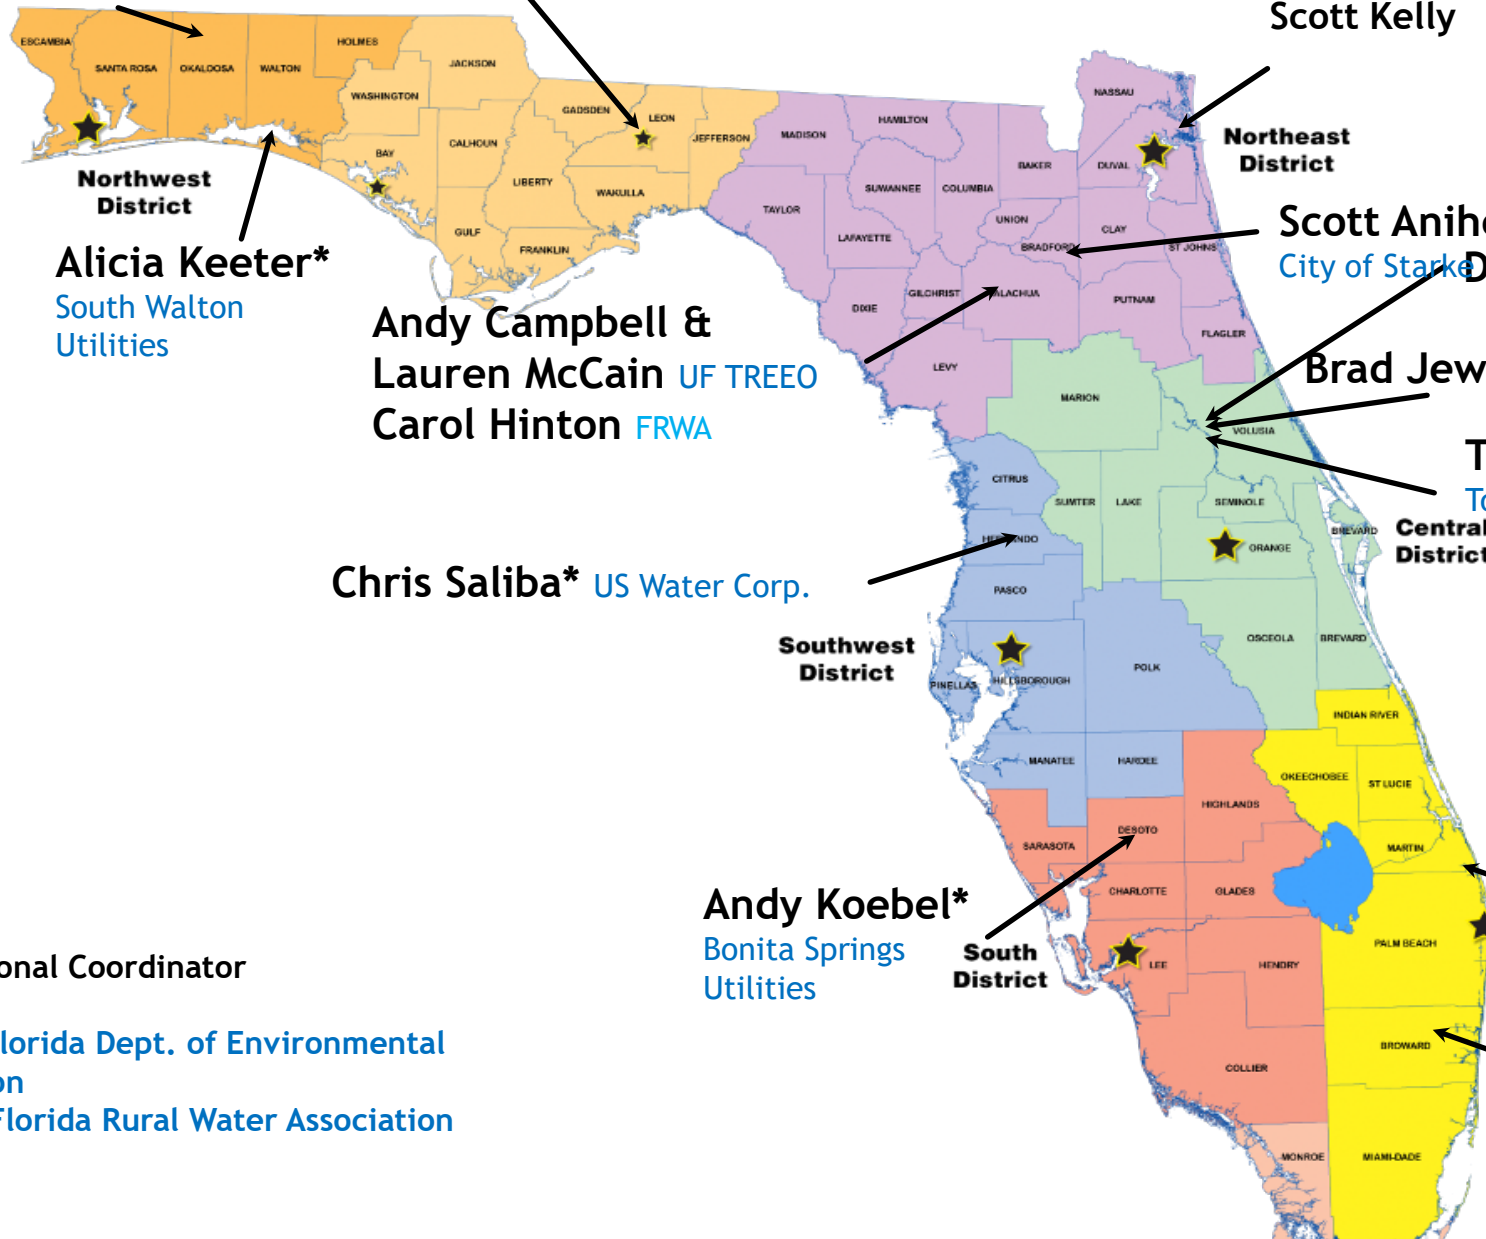 Scott Kelly
ESCAMBIA
SANTA ROSA
OKALOOSA
WALTON
HOLMES
JACKSON
WASHINGTON
BAY
CALHOUN
GADSDEN
LEON
JEFFERSON
LIBERTY
WAKULLA
GULF
FRANKLIN
Northwest
District
Alicia Keeter*
South Walton
Utilities
MADISON
HAMILTON
TAYLOR
SUWANNEE
COLUMBIA
BAKER
NASSAU
DUVAL
UNION
BRADFORD
CLAY
ST JOHNS
LAFAYETTE
DIXIE
GILCHRIST
ALACHUA
PUTNAM
FLAGLER
LEVY
Northeast
District
Scott
City of Starke
Andy Campbell &
Lauren McCain UF TREEO
Carol Hinton FRWA
Brad
MARION
VOLUSIA
CITRUS
SUMTER
LAKE
SEMINOLE
ORANGE
BREVARD
Central
District
HERNANDO
Chris Saliba* US Water Corp.
PASCO
OSCEOLA
BREVARD
Southwest
District
PINELLAS
HILLSBOROUGH
POLK
INDIAN RIVER
MANATEE
HARDEE
OKEECHOBEE
ST LUCIE
HIGHLANDS
DESOTO
SARASOTA
MARTIN
CHARLOTTE
GLADES
PALM BEACH
Andy Koebel*
Bonita Springs
Utilities
South
District
LEE
HENDRY
BROWARD
COLLIER
MONROE
MIAMI-DADE
onal Coordinator
lorida Dept. of Environmental
on
Florida Rural Water Association